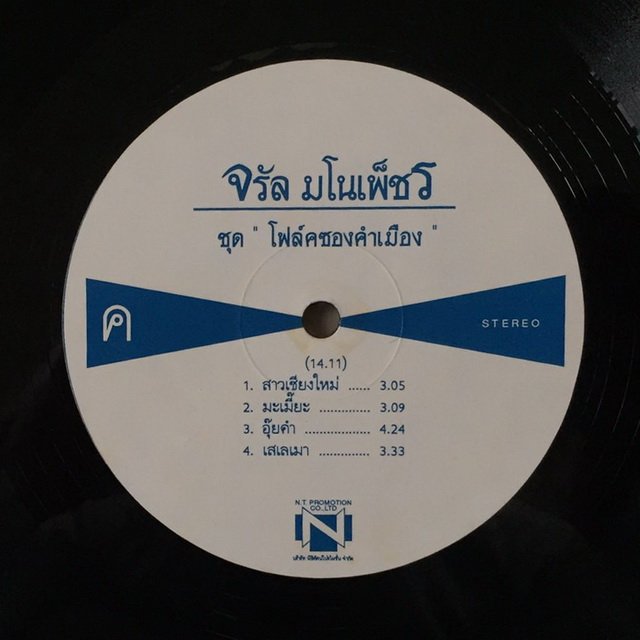 จรัล มโนเพ็ชร
ชุด " โฟล์คซองคำเมือง "
ค
STEREO
(14.11)
1. สาวเชียงใหม่ ...... 3.05
2. มะเมี๊ยะ ............. 3.09
3. อุ๊ยคำ ................. 4.24
4. เสเลเมา .............. 3.33
N.T. PROMOTION
CO.,LTD
N